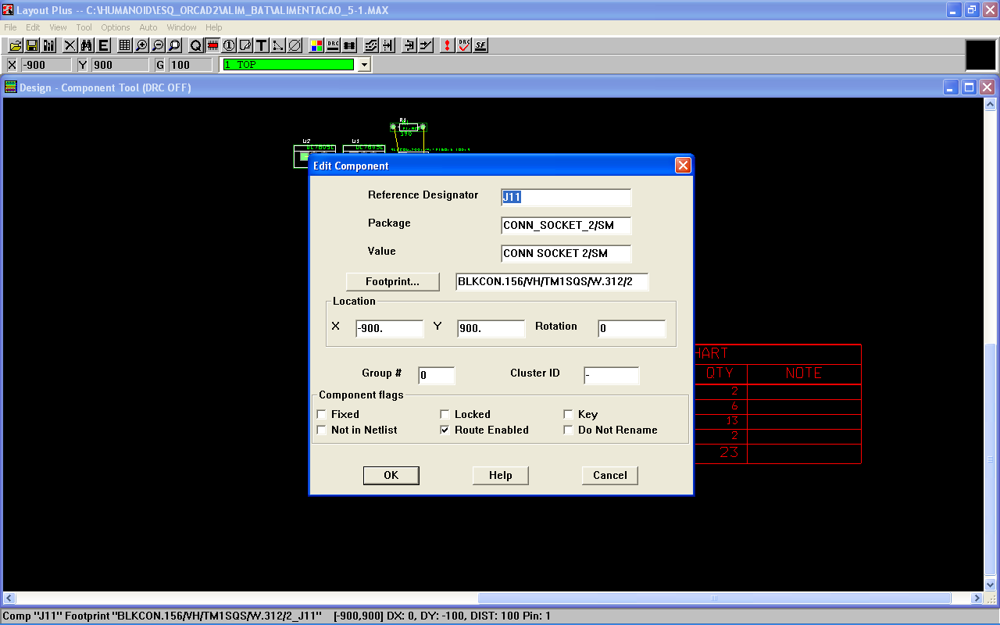 Layout Plus -- C:\HUMANOID\ESQ_ORCAD2\ALIM_BAT\ALIMENTACAO_5-1.MAX
File Edit View Tool Options Auto Window Help
X -900 Y 900 G 100 1 TOP
Design - Component Tool (DRC OFF)
R1
390
U2 U1
Edit Component
Reference Designator J11
Package CONN_SOCKET_2/SM
Value CONN SOCKET 2/SM
Footprint... BLKCON.156/VH/TM1SQS/W.312/2
Location
X -900. Y 900. Rotation 0
HART
QTY NOTE
Group # 0 Cluster ID -
2
Component flags
6
Fixed Locked Key
13
Not in Netlist Route Enabled Do Not Rename
2
23
OK Help Cancel
Comp "J11" Footprint "BLKCON.156/VH/TM1SQS/W.312/2_J11" [-900,900] DX: 0, DY: -100, DIST: 100 Pin: 1